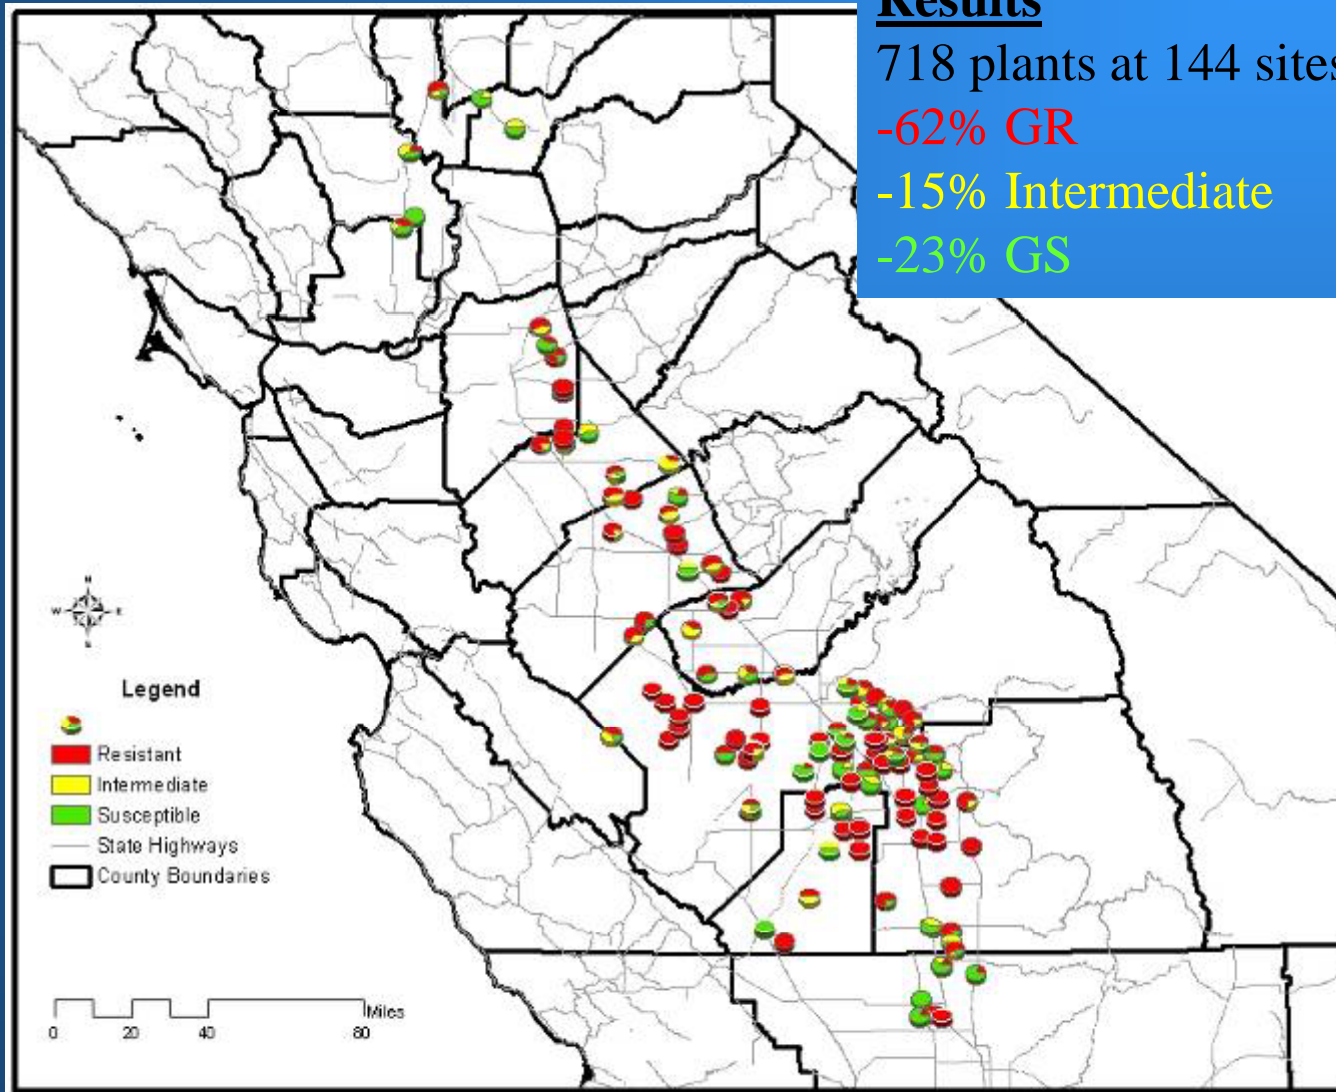 Results
718 plants at 144 sites
-62% GR
-15% Intermediate
-23% GS
N
W E
S
Legend
Resistant
Intermediate
Susceptible
State Highways
County Boundaries
Miles
0 20 40 80